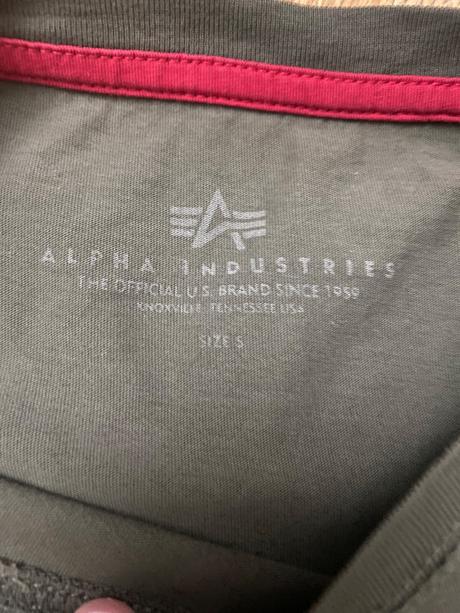 ALPHA INDUSTRIES
THE OFFICIAL U.S. BRAND SINCE 1959
KNOXVILLE, TENNESSEE USA
SIZE S